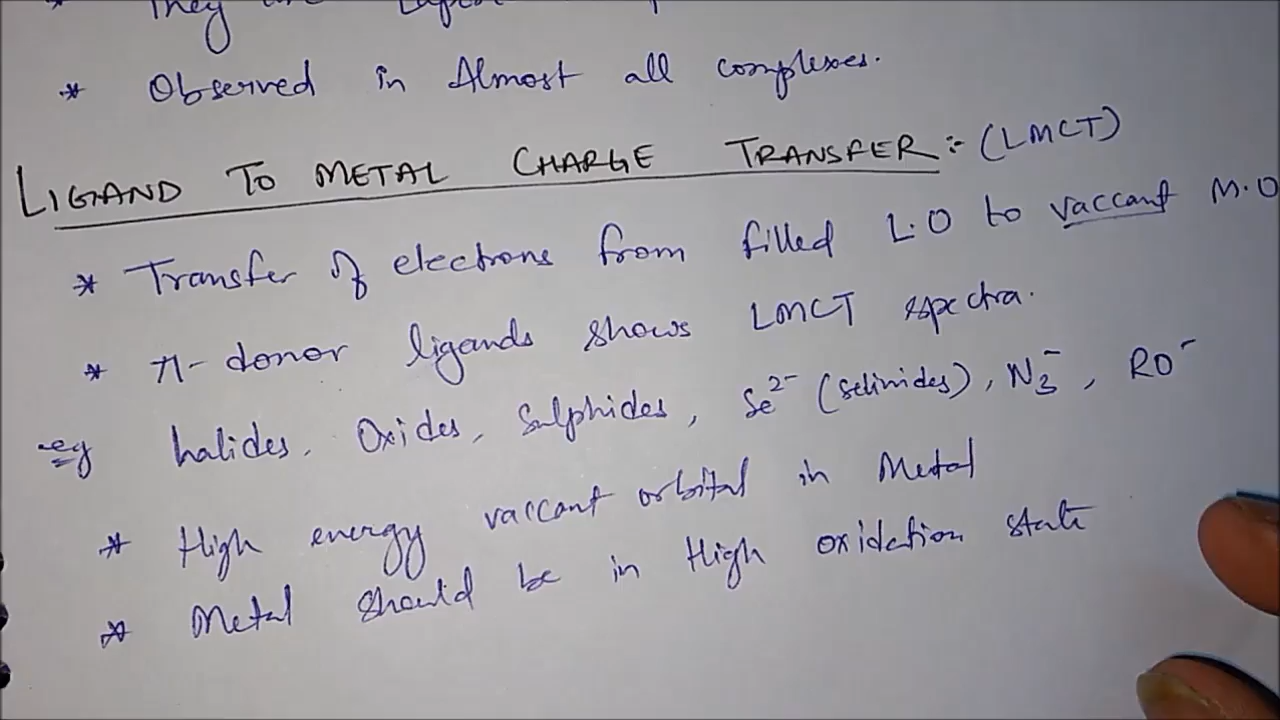 * They
* Observed in Almost all complexes.
LIGAND TO METAL CHARGE TRANSFER :- (LMCT)
* Transfer of electrons from filled L.O to vaccant M.O
* π-donor ligands shows LMCT spectra.
eg halides, Oxides, Sulphides, Se²⁻ (selinides), N₃⁻, RO⁻
* High energy vaccant orbital in Metal
* Metal should be in High oxidation state